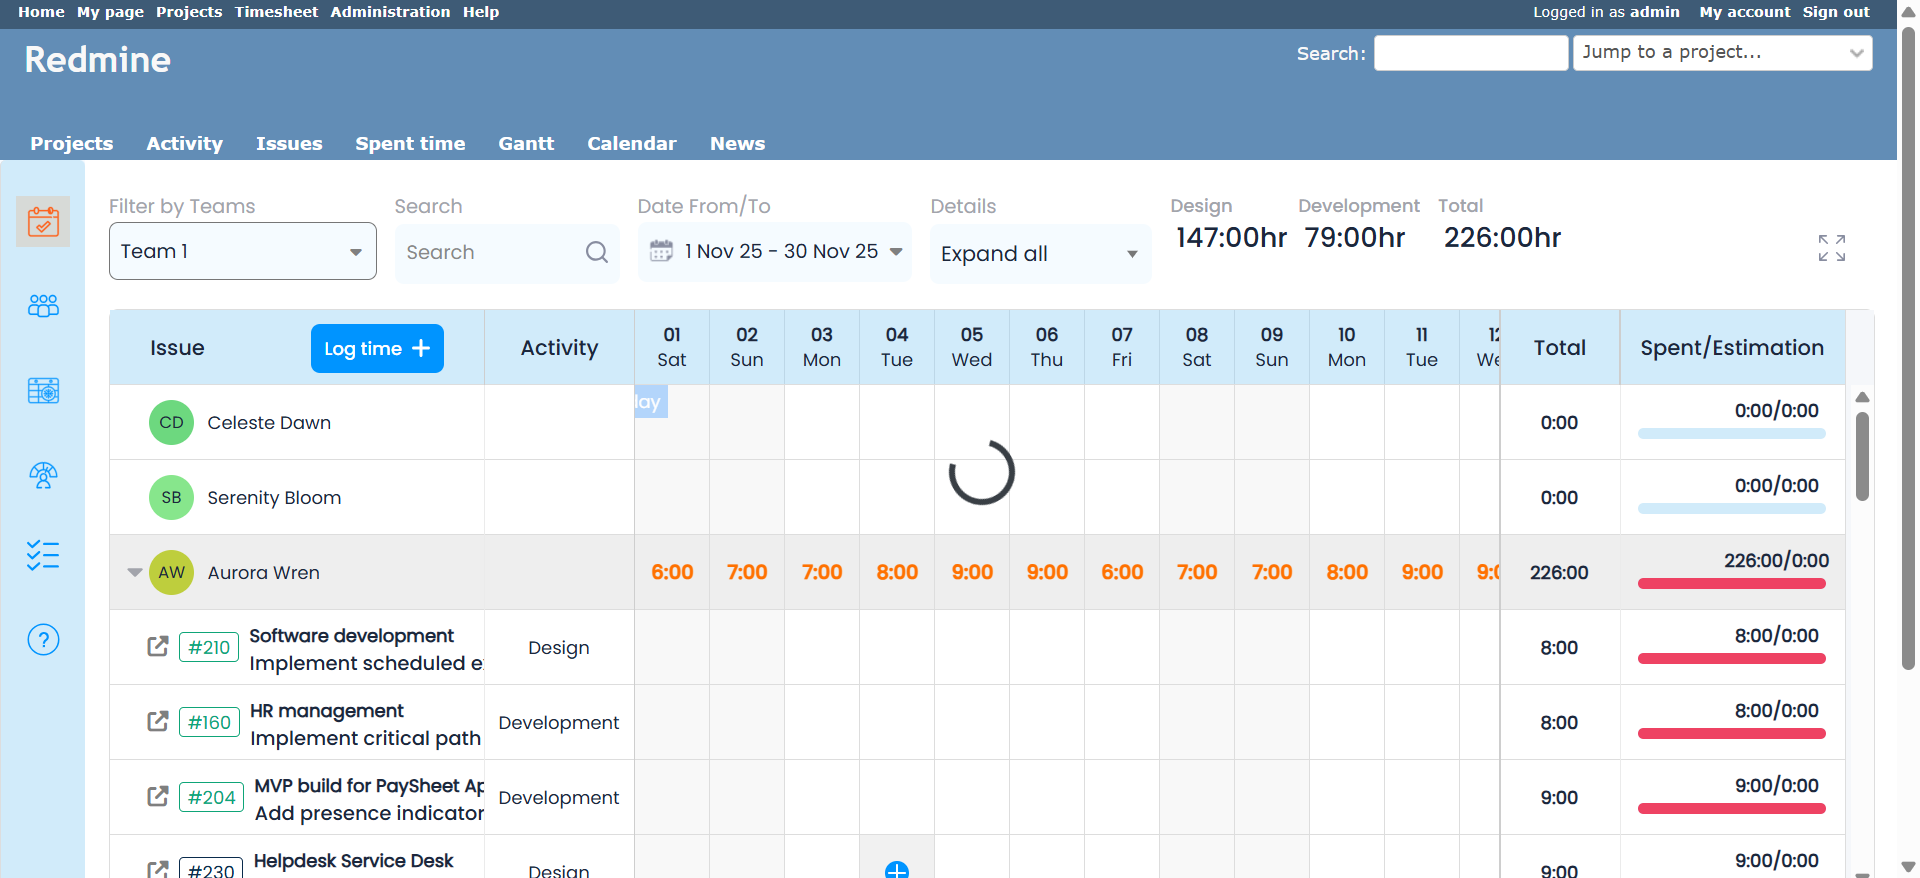 Home My page Projects Timesheet Administration Help
Logged in as admin My account Sign out
Redmine
Search:
Jump to a project...
Projects Activity Issues Spent time Gantt Calendar News
Filter by Teams Search Date From/To Details Design Development Total
Team 1 Search 1 Nov 25 - 30 Nov 25 Expand all 147:00hr 79:00hr 226:00hr
Issue Log time + Activity
01 02 03 04 05 06 07 08 09 10 11
Sat Sun Mon Tue Wed Thu Fri Sat Sun Mon Tue
Total Spent/Estimation
CD Celeste Dawn 0:00 0:00/0:00
SB Serenity Bloom 0:00 0:00/0:00
AW Aurora Wren 6:00 7:00 7:00 8:00 9:00 9:00 6:00 7:00 7:00 8:00 9:00 226:00 226:00/0:00
#210 Software development
Implement scheduled Design 8:00 8:00/0:00
#160 HR management
Implement critical path Development 8:00 8:00/0:00
#204 MVP build for PaySheet
Add presence indicator Development 9:00 9:00/0:00
#230 Helpdesk Service Desk Design 9:00 9:00/0:00